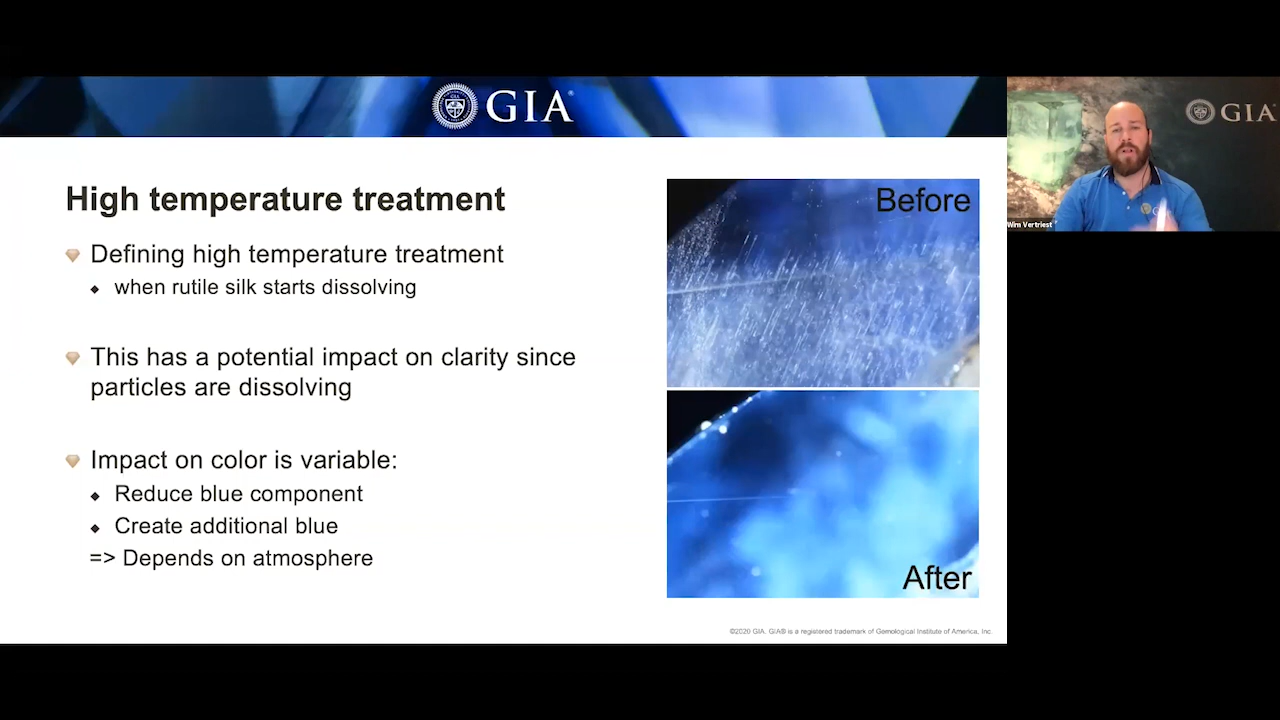 GIA®
GIA
High temperature treatment
Defining high temperature treatment
when rutile silk starts dissolving
This has a potential impact on clarity since
particles are dissolving
Impact on color is variable:
Reduce blue component
Create additional blue
=> Depends on atmosphere
Before
After
©2020 GIA. GIA® is a registered trademark of Gemological Institute of America, Inc
Wim Vertriest